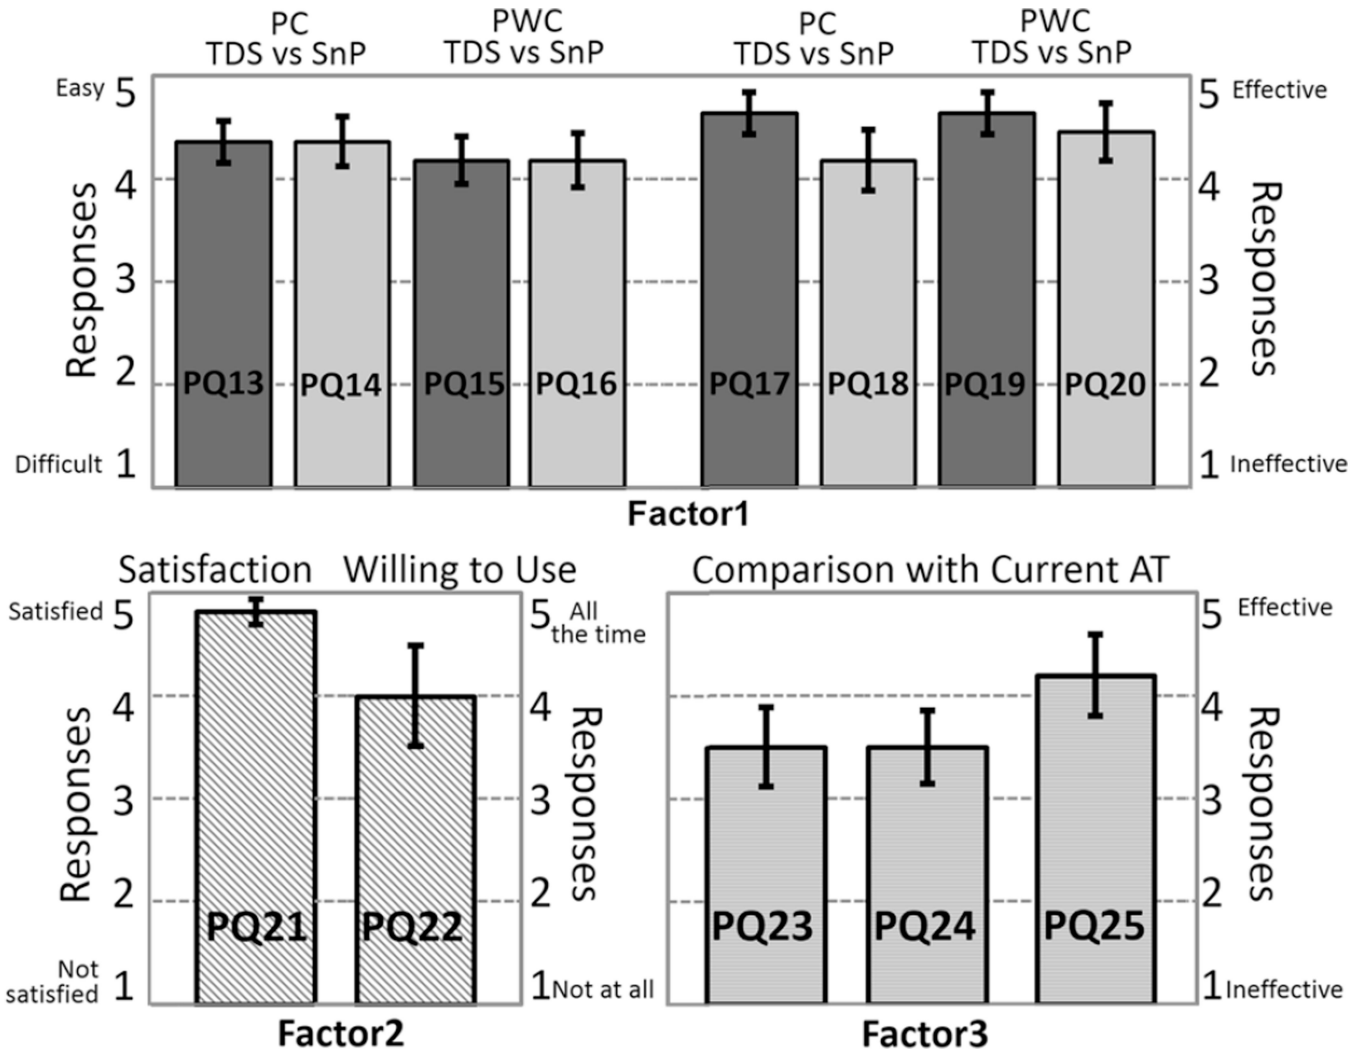 PC
TDS vs SnP
PWC
TDS vs SnP
PC
TDS vs SnP
PWC
TDS vs SnP
Easy 5
4
3
2
Difficult 1
Responses
PQ13
PQ14
PQ15
PQ16
PQ17
PQ18
PQ19
PQ20
5 Effective
4
3
2
1 Ineffective
Responses
Factor1
Satisfaction
Willing to Use
Satisfied 5
4
3
2
Not
satisfied 1
Responses
PQ21
PQ22
5 All
the time
4
3
2
1 Not at all
Responses
Factor2
Comparison with Current AT
PQ23
PQ24
PQ25
5 Effective
4
3
2
1 Ineffective
Responses
Factor3